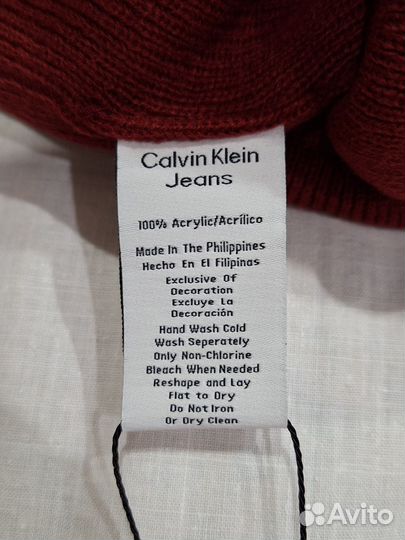 Calvin Klein
Jeans
100% Acrylic/Acrílico
Made In The Philippines
Hecho En El Filipinas
Exclusive Of
Decoration
Excluye La
Decoración
Hand Wash Cold
Wash Seperately
Only Non-Chlorine
Bleach When Needed
Reshape and Lay
Flat to Dry
Do Not Iron
Or Dry Clean
Avito